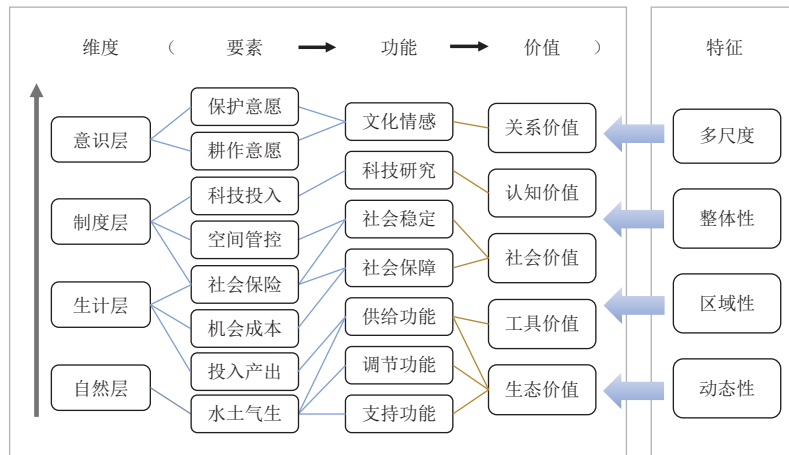 维度 （ 要素 功能 价值 ） 特征
意识层
制度层
生计层
自然层
保护意愿
耕作意愿
科技投入
空间管控
社会保险
机会成本
投入产出
水土气生
文化情感
科技研究
社会稳定
社会保障
供给功能
调节功能
支持功能
关系价值
认知价值
社会价值
工具价值
生态价值
多尺度
整体性
区域性
动态性